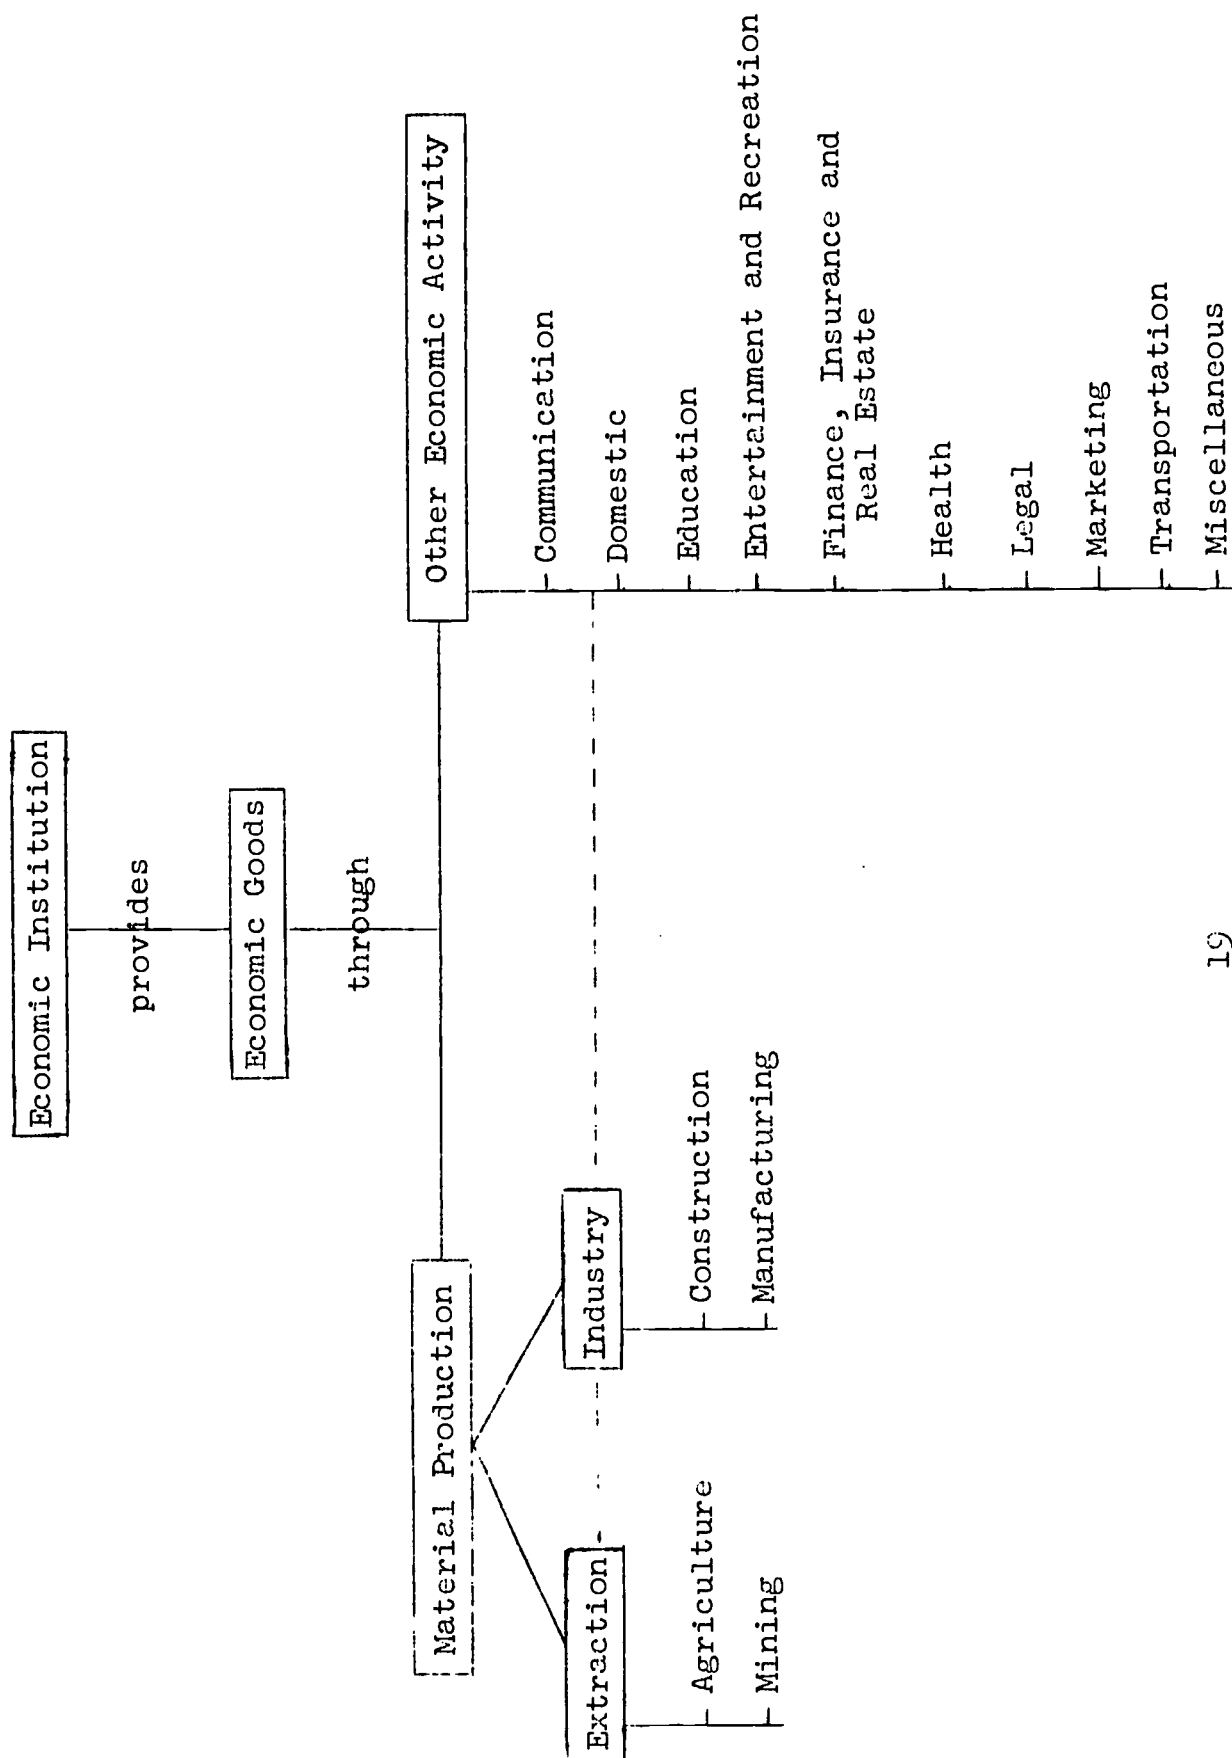 Economic Institution
provides
Economic Goods
through
Material Production
Other Economic Activity
Extraction
Agriculture
Mining
Industry
Construction
Manufacturing
Communication
Domestic
Education
Entertainment and Recreation
Finance, Insurance and
Real Estate
Health
Legal
Marketing
Transportation
Miscellaneous
19